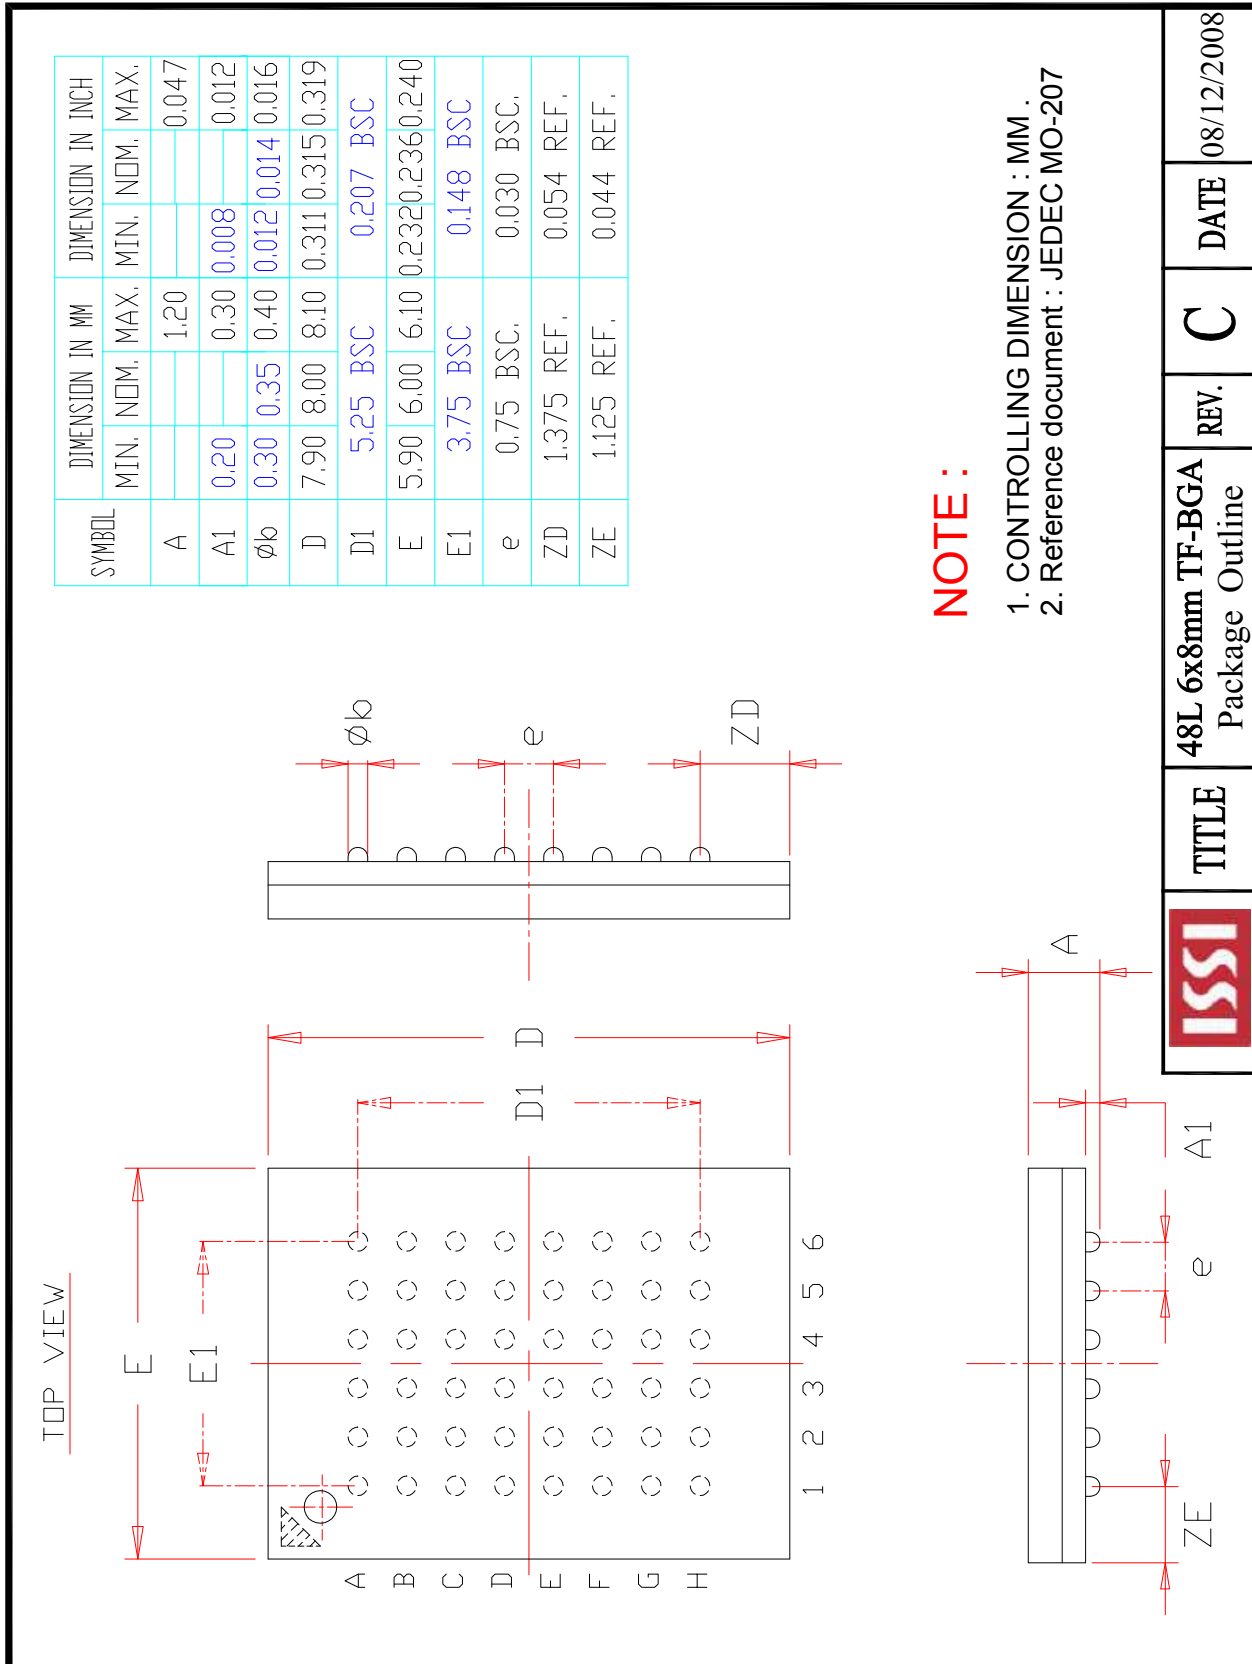 TOP VIEW
E
E1
D
D1
A
B
C
D
E
F
G
H
1 2 3 4 5 6
Øb
e
ZD
A
A1
e
ZE
SYMBOL DIMENSION IN MM DIMENSION IN INCH
MIN. NOM. MAX. MIN. NOM. MAX.
A 1.20 0.047
A1 0.20 0.30 0.008 0.012
Øb 0.30 0.35 0.40 0.012 0.014 0.016
D 7.90 8.00 8.10 0.311 0.315 0.319
D1 5.25 BSC 0.207 BSC
E 5.90 6.00 6.10 0.232 0.236 0.240
E1 3.75 BSC 0.148 BSC
e 0.75 BSC. 0.030 BSC.
ZD 1.375 REF. 0.054 REF.
ZE 1.125 REF. 0.044 REF.
NOTE :
1. CONTROLLING DIMENSION : MM .
2. Reference document : JEDEC MO-207
ISSI
TITLE
48L 6x8mm TF-BGA
Package Outline
REV.
C
DATE
08/12/2008